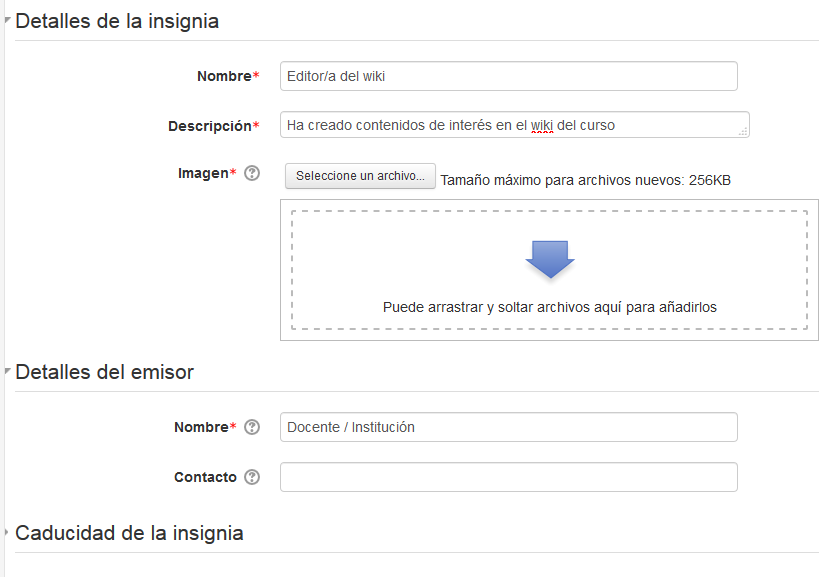 Detalles de la insignia
Nombre*
Editor/a del wiki
Descripción*
Ha creado contenidos de interés en el wiki del curso
Imagen* ?
Seleccione un archivo... Tamaño máximo para archivos nuevos: 256KB
Puede arrastrar y soltar archivos aquí para añadirlos
Detalles del emisor
Nombre* ?
Docente / Institución
Contacto ?
Caducidad de la insignia